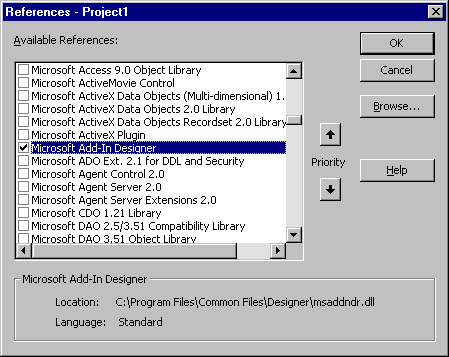 References - Project1
Available References:
OK
Cancel
Browse...
Help
Microsoft Access 9.0 Object Library
Microsoft ActiveMovie Control
Microsoft ActiveX Data Objects (Multi-dimensional) 1.
Microsoft ActiveX Data Objects 2.0 Library
Microsoft ActiveX Data Objects Recordset 2.0 Library
Microsoft ActiveX Plugin
Microsoft Add-In Designer
Microsoft ADO Ext. 2.1 for DDL and Security
Microsoft Agent Control 2.0
Microsoft Agent Server 2.0
Microsoft Agent Server Extensions 2.0
Microsoft CDO 1.21 Library
Microsoft DAO 2.5/3.51 Compatibility Library
Microsoft DAO 3.51 Object Library
Priority
Microsoft Add-In Designer
Location: C:\Program Files\Common Files\Designer\msaddndr.dll
Language: Standard